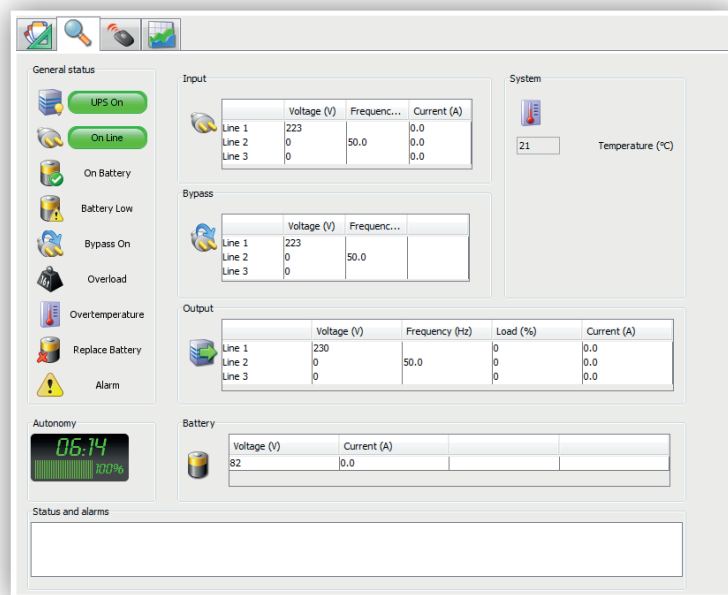 General status
UPS On
On Line
On Battery
Battery Low
Bypass On
16t
Overload
Overtemperature
Replace Battery
Alarm
Input
Voltage (V) Frequenc... Current (A)
Line 1 223 0.0
Line 2 0 50.0 0.0
Line 3 0 0.0
System
21 Temperature (°C)
Bypass
Voltage (V) Frequenc...
Line 1 223
Line 2 0 50.0
Line 3 0
Output
Voltage (V) Frequency (Hz) Load (%) Current (A)
Line 1 230 0 0.0
Line 2 0 50.0 0 0.0
Line 3 0 0 0.0
Autonomy
06:14
100%
Battery
Voltage (V) Current (A)
82 0.0
Status and alarms